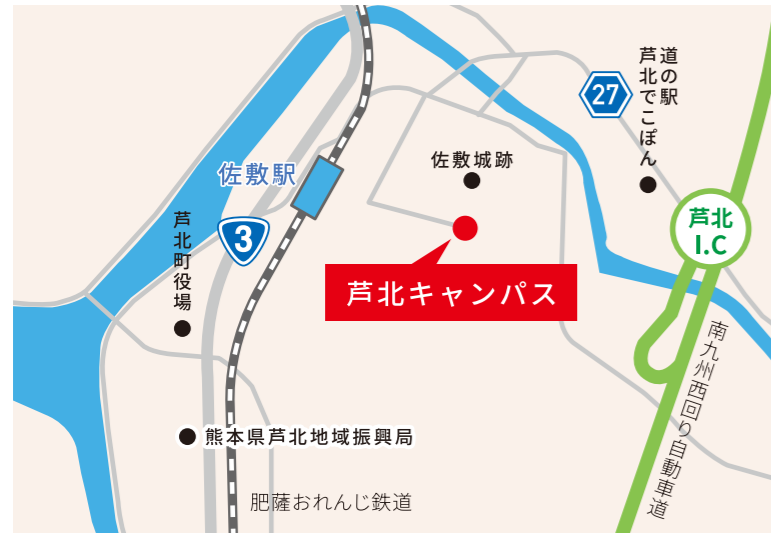 道の駅
芦北でこぽん
27
佐敷城跡
佐敷駅
芦北町役場
3
芦北
I.C
芦北キャンパス
南九州西回り自動車道
熊本県芦北地域振興局
肥薩おれんじ鉄道